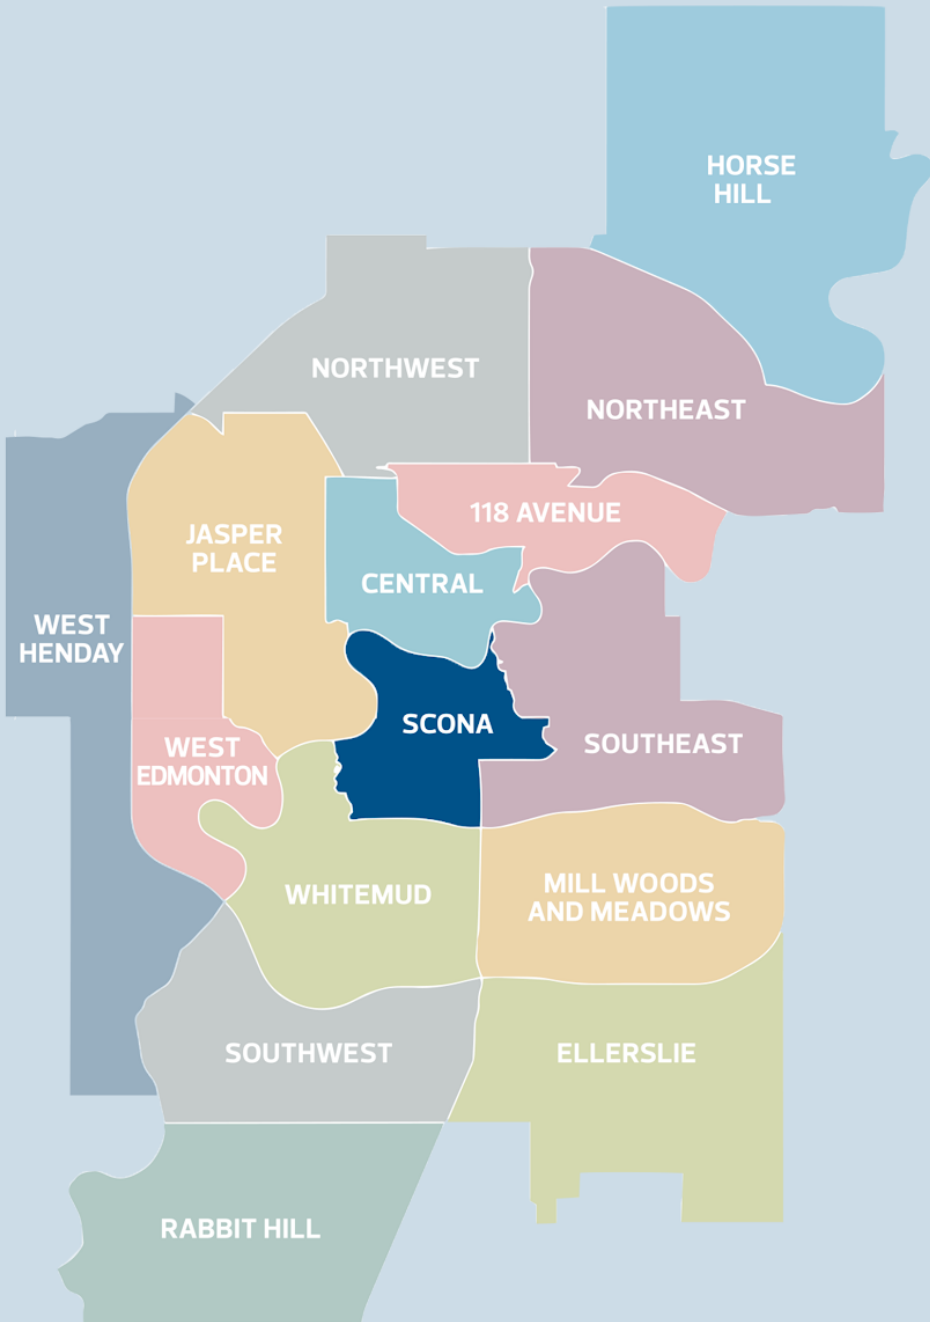 HORSE
HILL
NORTHWEST
NORTHEAST
118 AVENUE
JASPER
PLACE
CENTRAL
WEST
HENDAY
SCONA
SOUTHEAST
WEST
EDMONTON
WHITEMUD
MILL WOODS
AND MEADOWS
SOUTHWEST
ELLERSLIE
RABBIT HILL